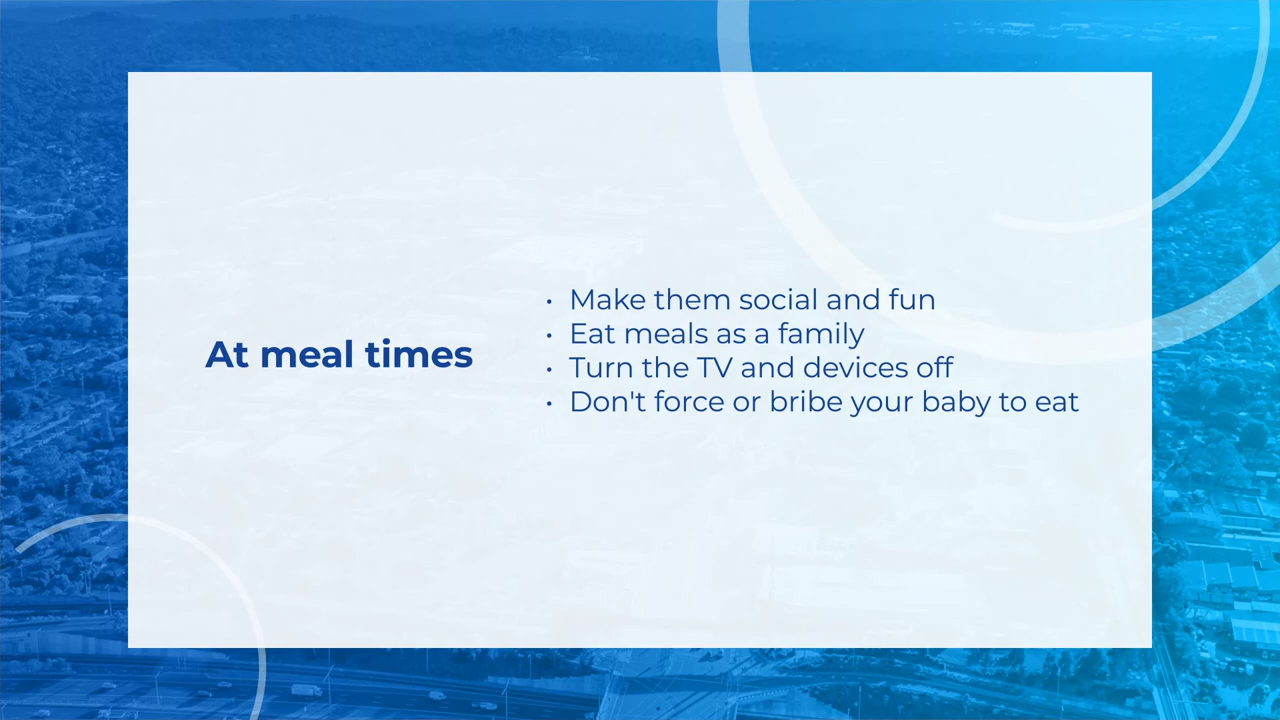 At meal times
• Make them social and fun
• Eat meals as a family
• Turn the TV and devices off
• Don't force or bribe your baby to eat